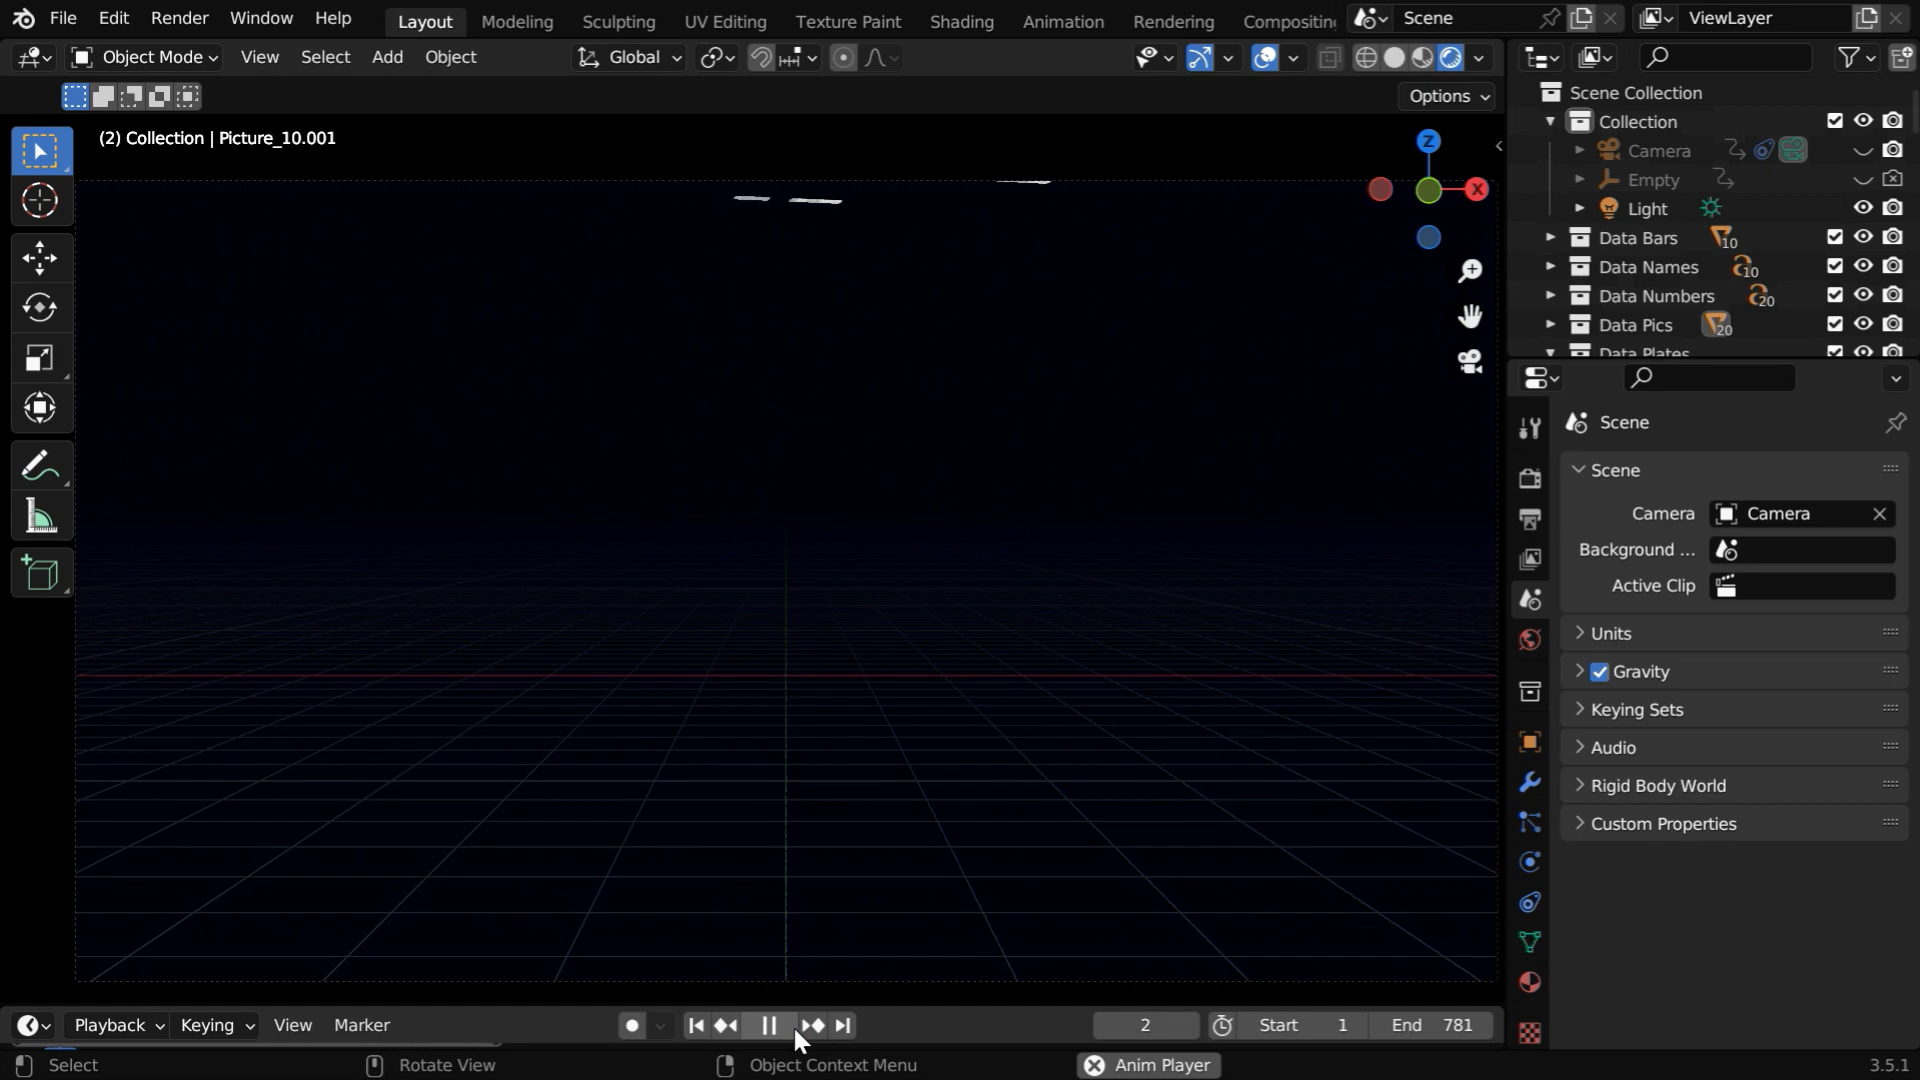 File Edit Render Window Help Layout Modeling Sculpting UV Editing Texture Paint Shading Animation Rendering Compositing Scene ViewLayer
Object Mode View Select Add Object Global
Options
(2) Collection | Picture_10.001
Z
X
Scene Collection
Collection
Camera
Empty
Light
Data Bars 10
Data Names 10
Data Numbers 20
Data Pics 20
Data Plates
Scene
Scene
Camera Camera
Background ...
Active Clip
Units
Gravity
Keying Sets
Audio
Rigid Body World
Custom Properties
Playback Keying View Marker 2 Start 1 End 781
Select Rotate View Object Context Menu Anim Player 3.5.1